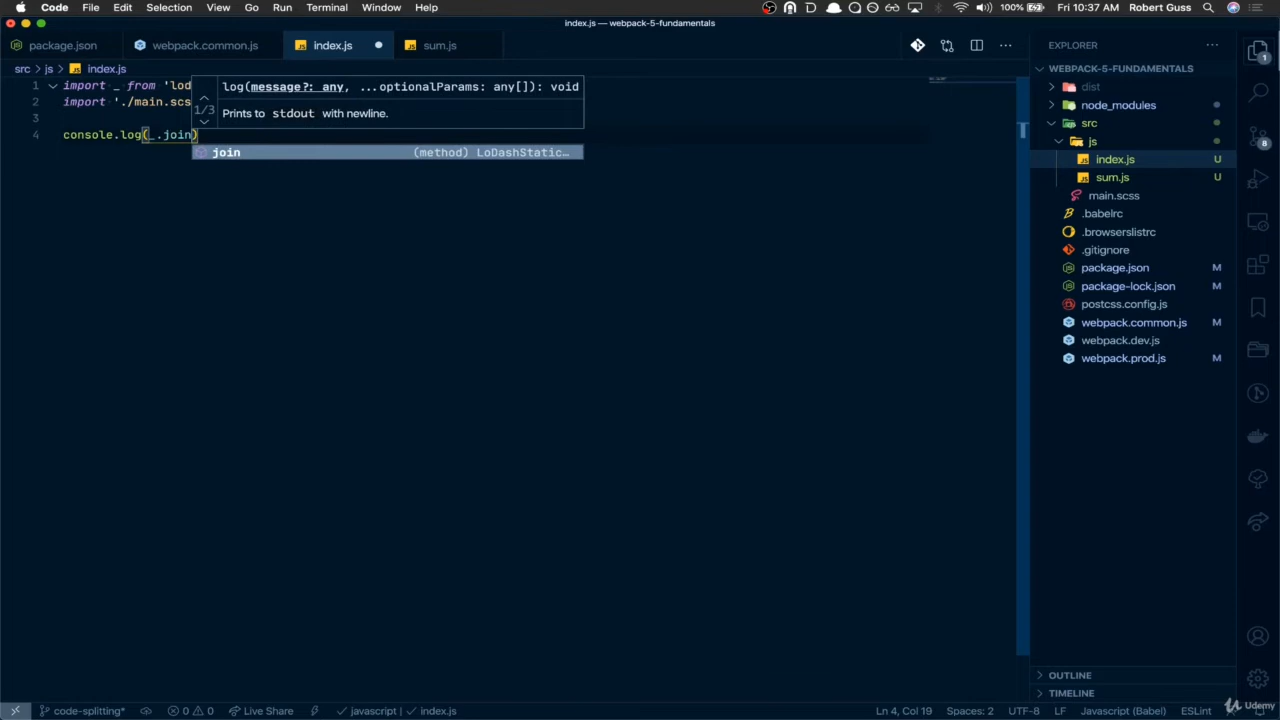 Code File Edit Selection View Go Run Terminal Window Help 100% Fri 10:37 AM Robert Guss
index.js — webpack-5-fundamentals
package.json webpack.common.js index.js sum.js
src > js > index.js
1 import _ from 'lod
2 import './main.scs
3
4 console.log(_.join)
log(message?: any, ...optionalParams: any[]): void
1/3
Prints to stdout with newline.
join (method) LoDashStatic…
EXPLORER
WEBPACK-5-FUNDAMENTALS
dist
node_modules
src
js
index.js U
sum.js U
main.scss
.babelrc
.browserslistrc
.gitignore
package.json M
package-lock.json M
postcss.config.js
webpack.common.js M
webpack.dev.js
webpack.prod.js M
OUTLINE
TIMELINE
1
8
code-splitting* 0 0 Live Share javascript index.js Ln 4, Col 19 Spaces: 2 UTF-8 LF Javascript (Babel) ESLint
Udemy